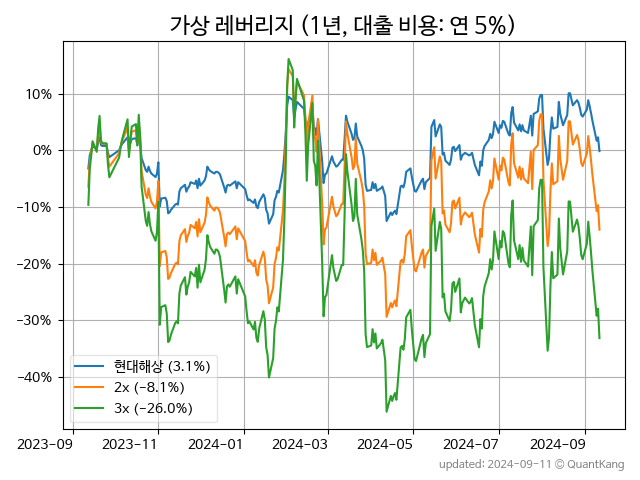 가상 레버리지 (1년, 대출 비용: 연 5%)
10%
0%
−10%
−20%
−30%
−40%
현대해상 (3.1%)
2x (−8.1%)
3x (−26.0%)
2023-09
2023-11
2024-01
2024-03
2024-05
2024-07
2024-09
updated: 2024-09-11 © QuantKang